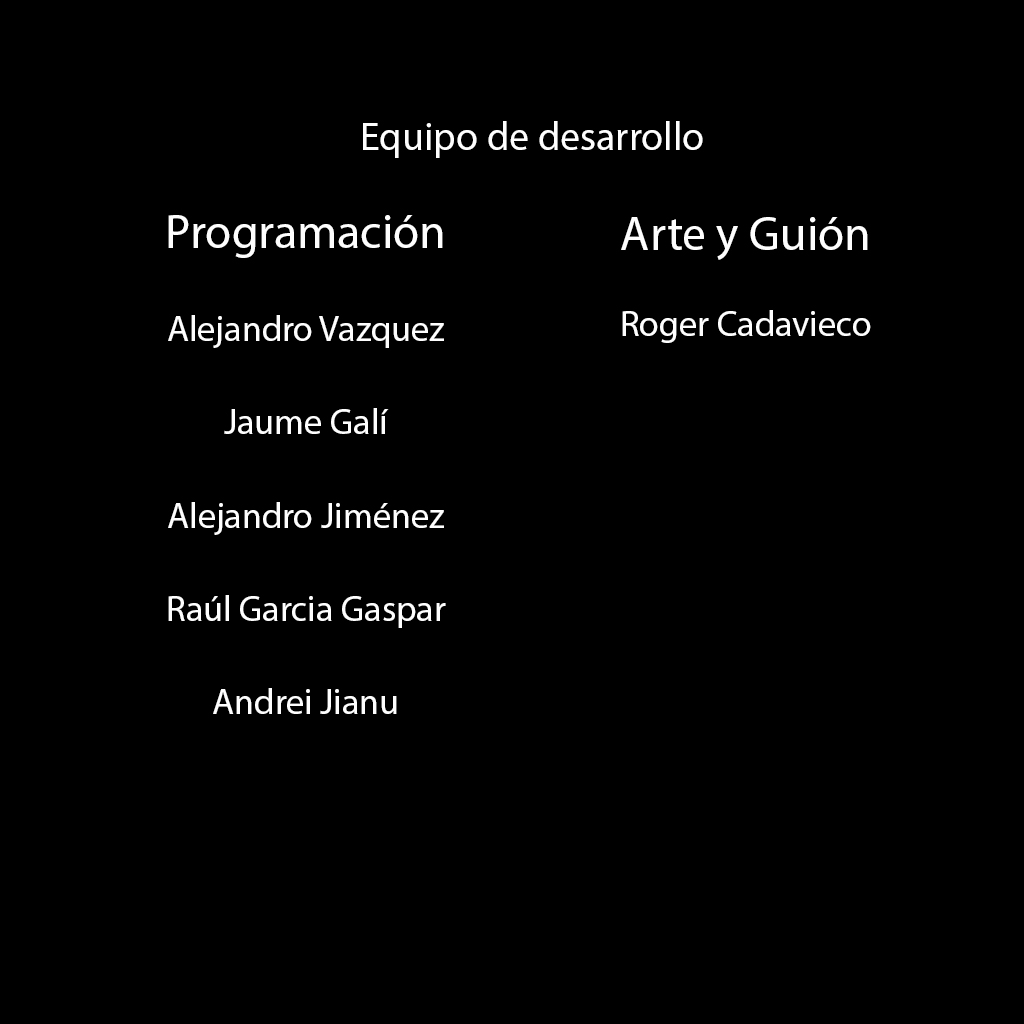 Equipo de desarrollo
Programación
Alejandro Vazquez
Jaume Galí
Alejandro Jiménez
Raúl Garcia Gaspar
Andrei Jianu
Arte y Guión
Roger Cadavieco